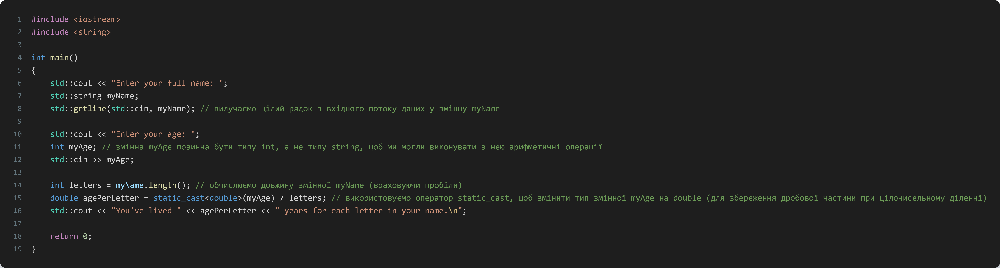 1 #include <iostream>
2 #include <string>
3
4 int main()
5 {
6     std::cout << "Enter your full name: ";
7     std::string myName;
8     std::getline(std::cin, myName); // вилучаємо цілий рядок з вхідного потоку даних у змінну myName
9
10     std::cout << "Enter your age: ";
11     int myAge; // змінна myAge повинна бути типу int, а не типу string, щоб ми могли виконувати з нею арифметичні операції
12     std::cin >> myAge;
13
14     int letters = myName.length(); // обчислюємо довжину змінної myName (враховуючи пробіли)
15     double agePerLetter = static_cast<double>(myAge) / letters; // використовуємо оператор static_cast, щоб змінити тип змінної myAge на double (для збереження дробової частини при цілочисельному діленні)
16     std::cout << "You've lived " << agePerLetter << " years for each letter in your name.\n";
17
18     return 0;
19 }